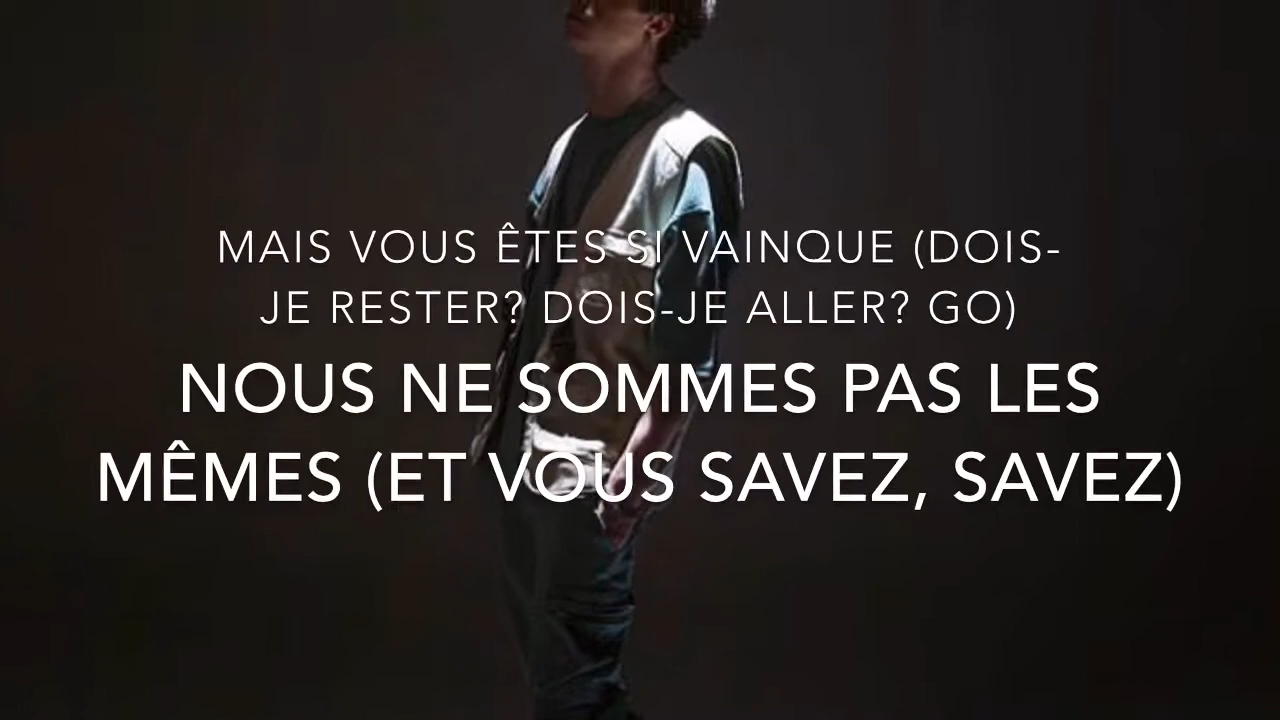 MAIS VOUS ÊTES SI VAINQUE (DOIS-
JE RESTER? DOIS-JE ALLER? GO)
NOUS NE SOMMES PAS LES
MÊMES (ET VOUS SAVEZ, SAVEZ)